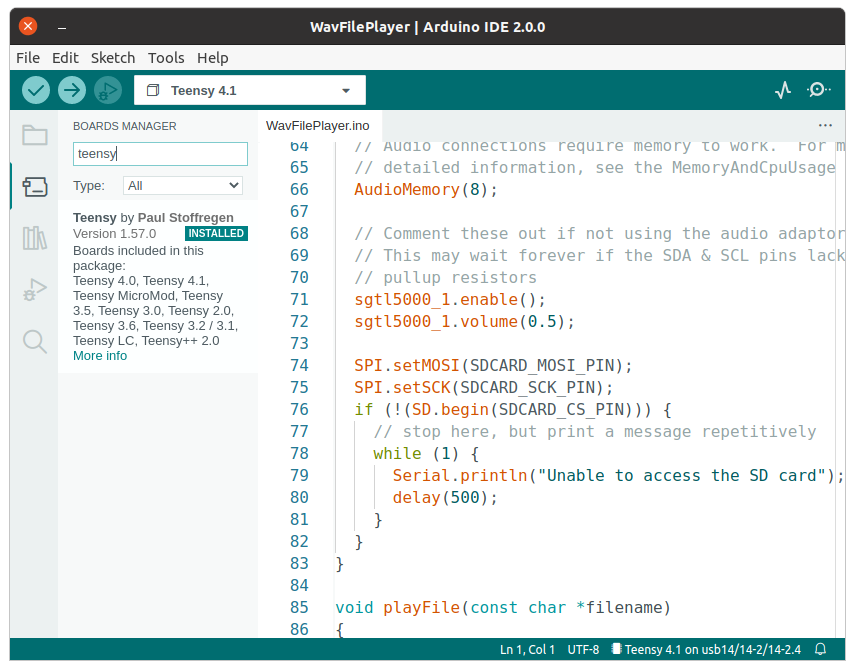 WavFilePlayer | Arduino IDE 2.0.0
File Edit Sketch Tools Help
Teensy 4.1
BOARDS MANAGER
teensy
Type: All
Teensy by Paul Stoffregen
Version 1.57.0 INSTALLED
Boards included in this
package:
Teensy 4.0, Teensy 4.1,
Teensy MicroMod, Teensy
3.5, Teensy 3.0, Teensy 2.0,
Teensy 3.6, Teensy 3.2 / 3.1,
Teensy LC, Teensy++ 2.0
More info
WavFilePlayer.ino
64 // Audio connections require memory to work. For m
65 // detailed information, see the MemoryAndCpuUsage
66 AudioMemory(8);
67
68 // Comment these out if not using the audio adaptor
69 // This may wait forever if the SDA & SCL pins lack
70 // pullup resistors
71 sgtl5000_1.enable();
72 sgtl5000_1.volume(0.5);
73
74 SPI.setMOSI(SDCARD_MOSI_PIN);
75 SPI.setSCK(SDCARD_SCK_PIN);
76 if (!(SD.begin(SDCARD_CS_PIN))) {
77 // stop here, but print a message repetitively
78 while (1) {
79 Serial.println("Unable to access the SD card");
80 delay(500);
81 }
82 }
83 }
84
85 void playFile(const char *filename)
86 {
Ln 1, Col 1 UTF-8 Teensy 4.1 on usb14/14-2/14-2.4